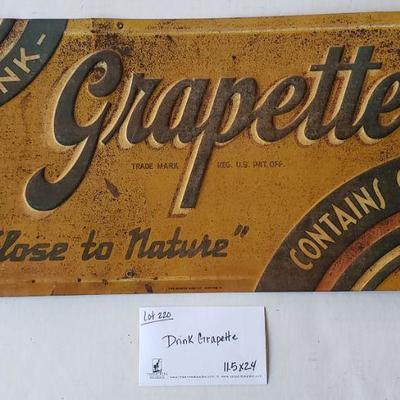 NK-
Grapette
TRADE MARK REG. U.S. PAT. OFF.
Close to Nature"
CONTAINS
Lot 220
Drink Grapette
11.5x24